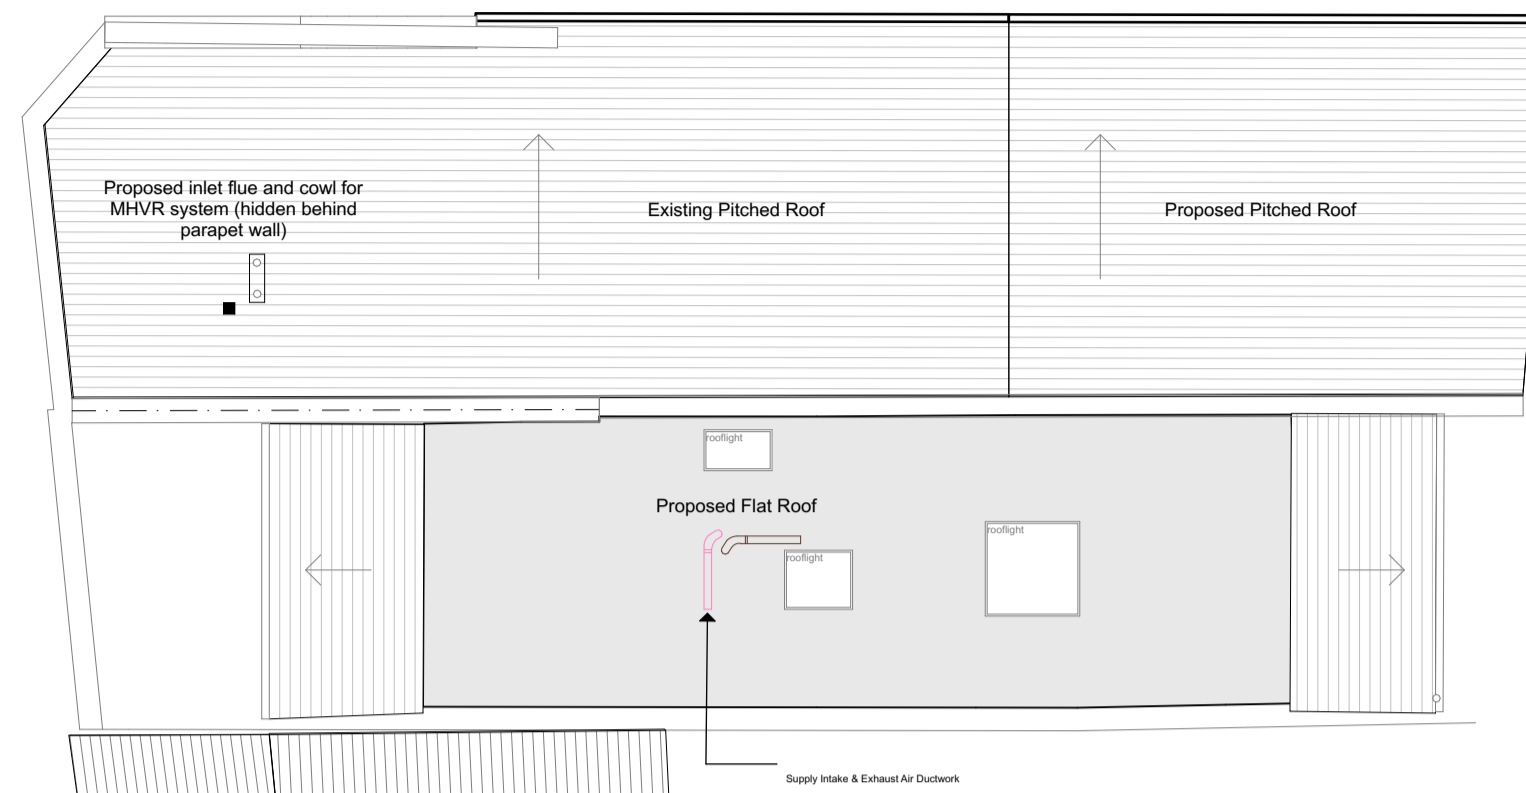 Proposed inlet flue and cowl for
MHVR system (hidden behind
parapet wall)
Existing Pitched Roof
Proposed Pitched Roof
rooflight
Proposed Flat Roof
rooflight
rooflight
Supply Intake & Exhaust Air Ductwork